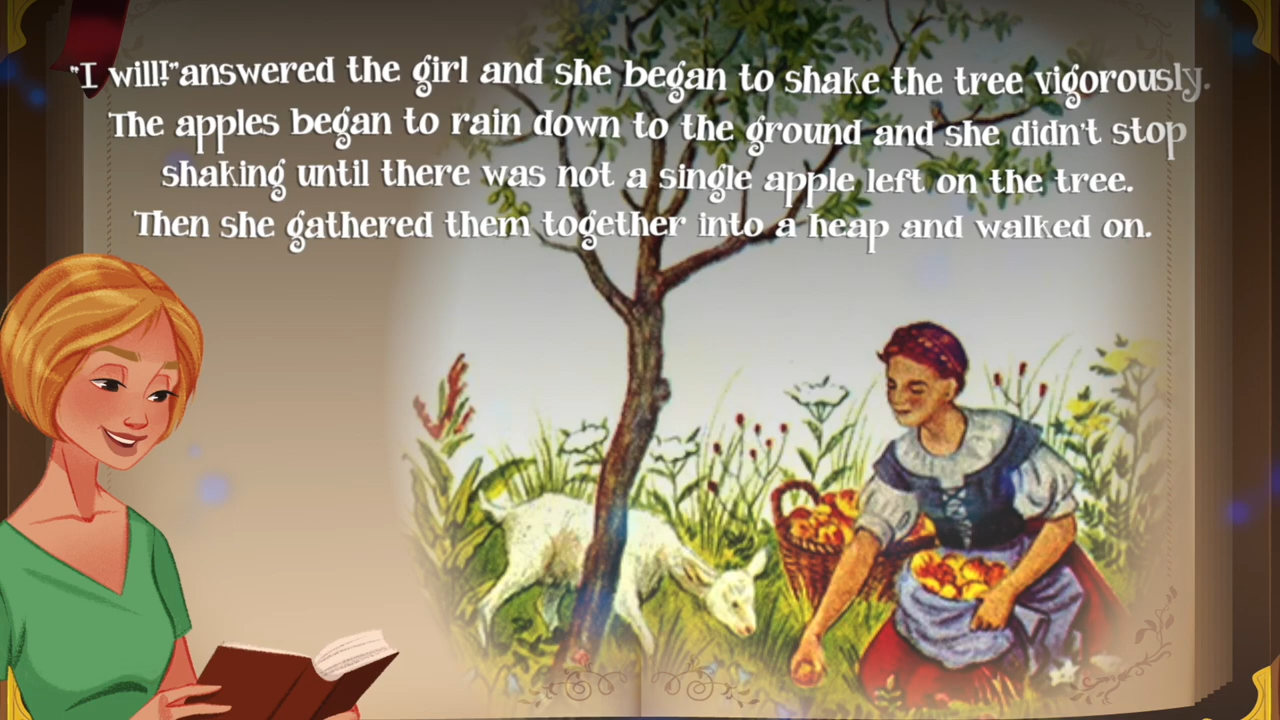 "I will!"answered the girl and she began to shake the tree vigorously.
The apples began to rain down to the ground and she didn't stop
shaking until there was not a single apple left on the tree.
Then she gathered them together into a heap and walked on.